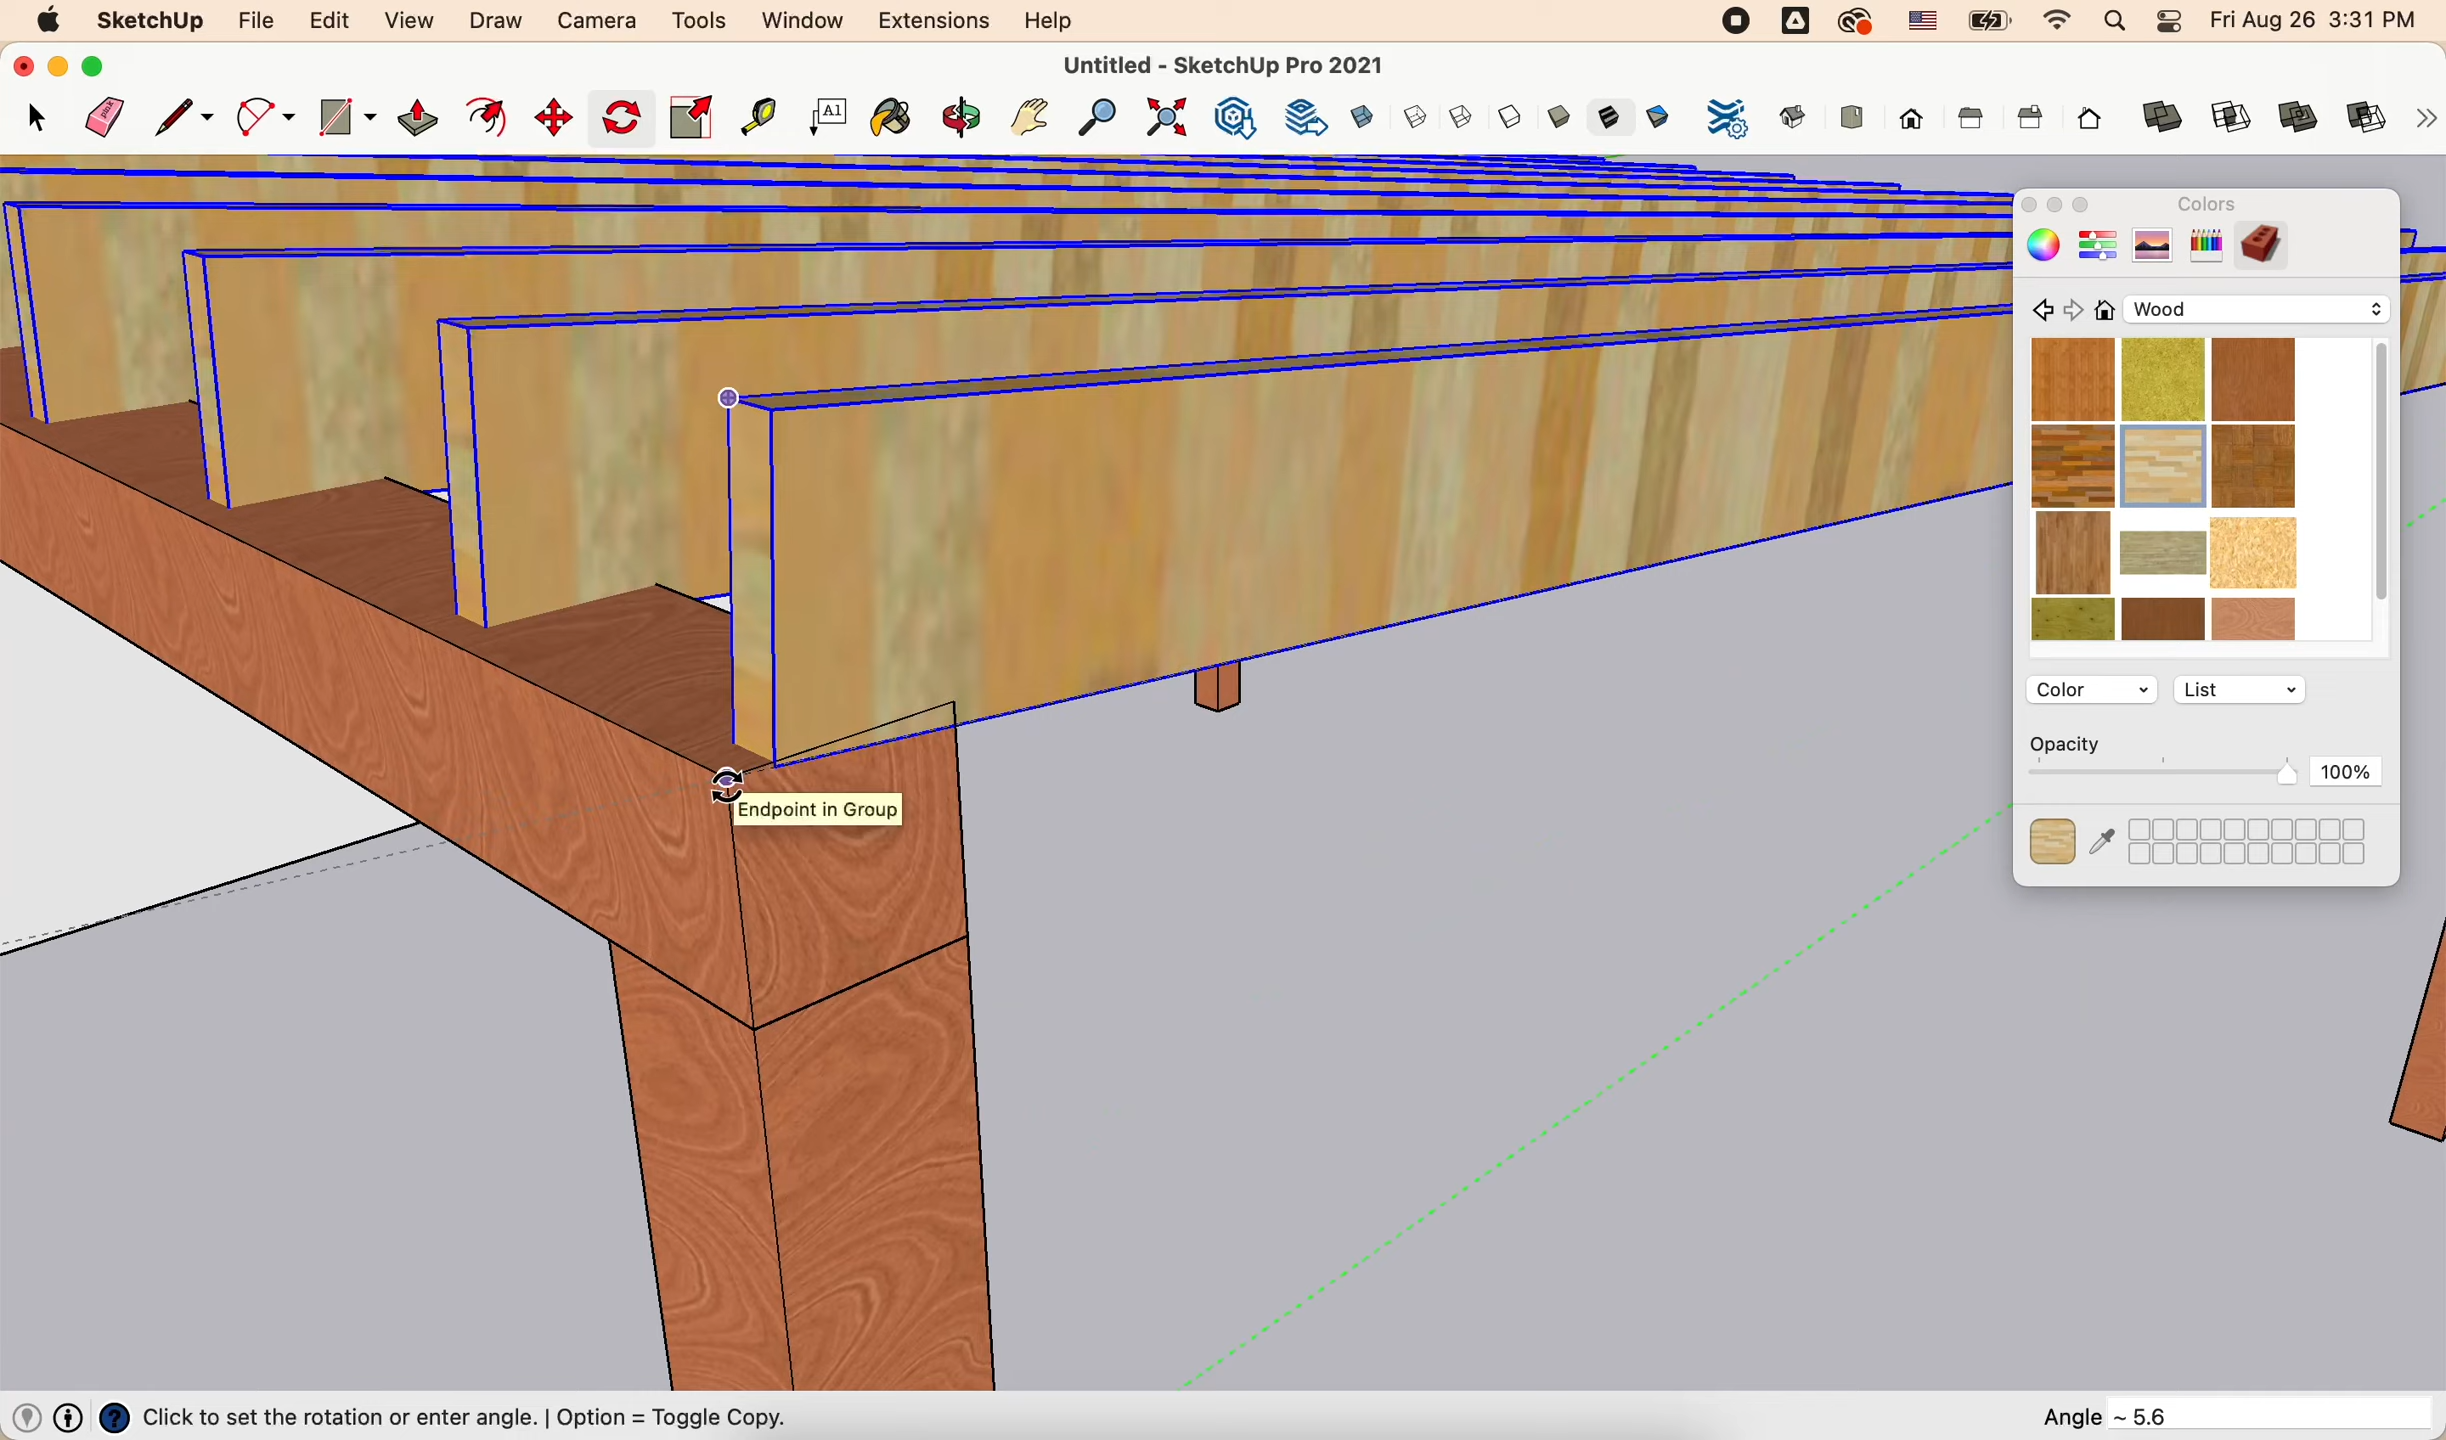 SketchUp File Edit View Draw Camera Tools Window Extensions Help Fri Aug 26 3:31 PM
Untitled - SketchUp Pro 2021
A1
Colors
Wood
Color List
Opacity
100%
Endpoint in Group
Click to set the rotation or enter angle. | Option = Toggle Copy. Angle ~ 5.6